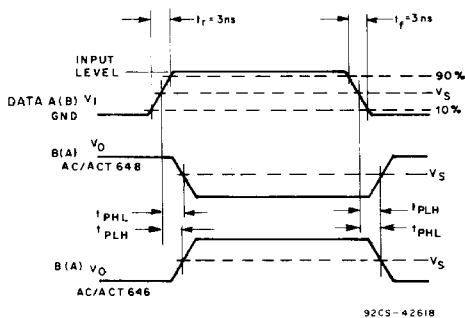 tr = 3ns
tf = 3ns
INPUT LEVEL
90%
VS
10%
DATA A(B) VI
GND
B(A) VO
AC/ACT 648
VS
tPHL
tPLH
tPLH
tPHL
B(A) VO
VS
AC/ACT 646
92CS-42618